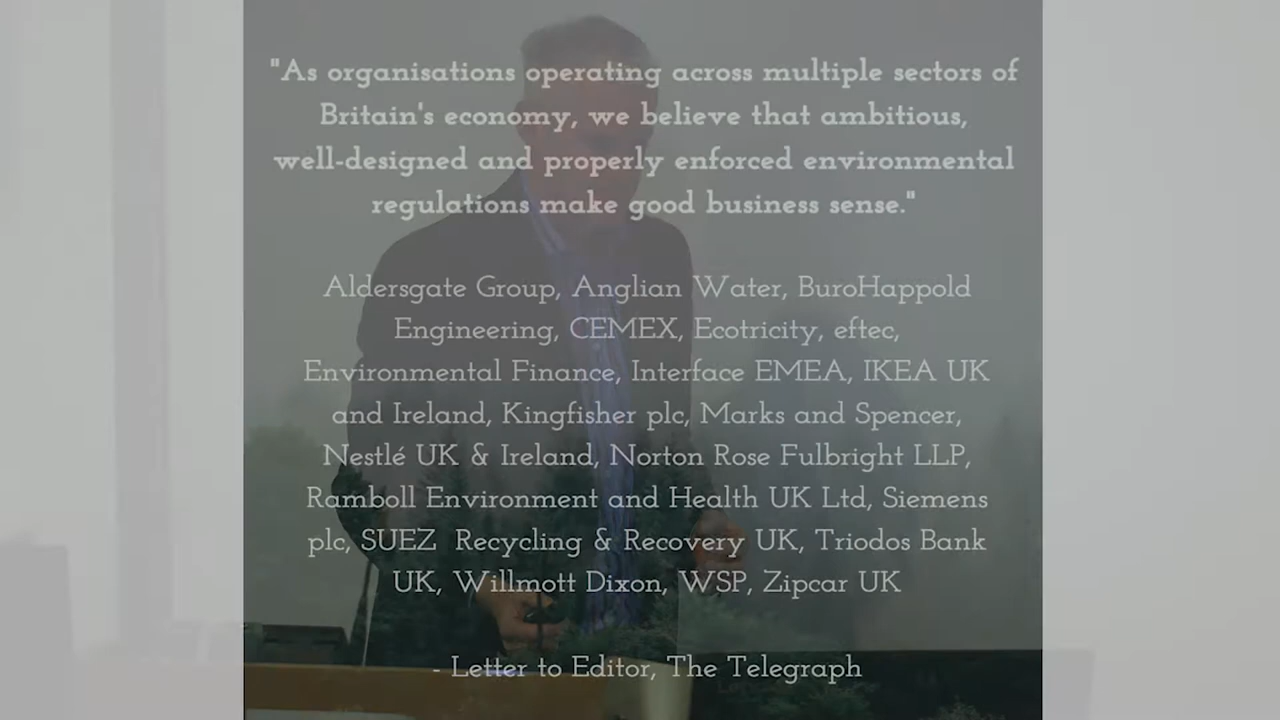 "As organisations operating across multiple sectors of
Britain's economy, we believe that ambitious,
well-designed and properly enforced environmental
regulations make good business sense."
Aldersgate Group, Anglian Water, BuroHappold
Engineering, CEMEX, Ecotricity, eftec,
Environmental Finance, Interface EMEA, IKEA UK
and Ireland, Kingfisher plc, Marks and Spencer,
Nestlé UK & Ireland, Norton Rose Fulbright LLP,
Ramboll Environment and Health UK Ltd, Siemens
plc, SUEZ Recycling & Recovery UK, Triodos Bank
UK, Willmott Dixon, WSP, Zipcar UK
- Letter to Editor, The Telegraph